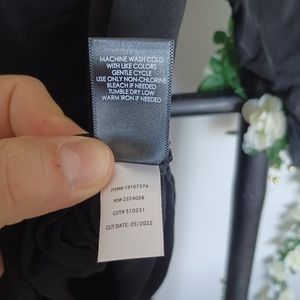 MACHINE WASH COLD
WITH LIKE COLORS
GENTLE CYCLE
USE ONLY NON-CHLORINE
BLEACH IF NEEDED
TUMBLE DRY LOW
WARM IRON IF NEEDED
ITEM#: 19167374
PO# 2224026
CUT# 510231
CUT DATE: 05/2022